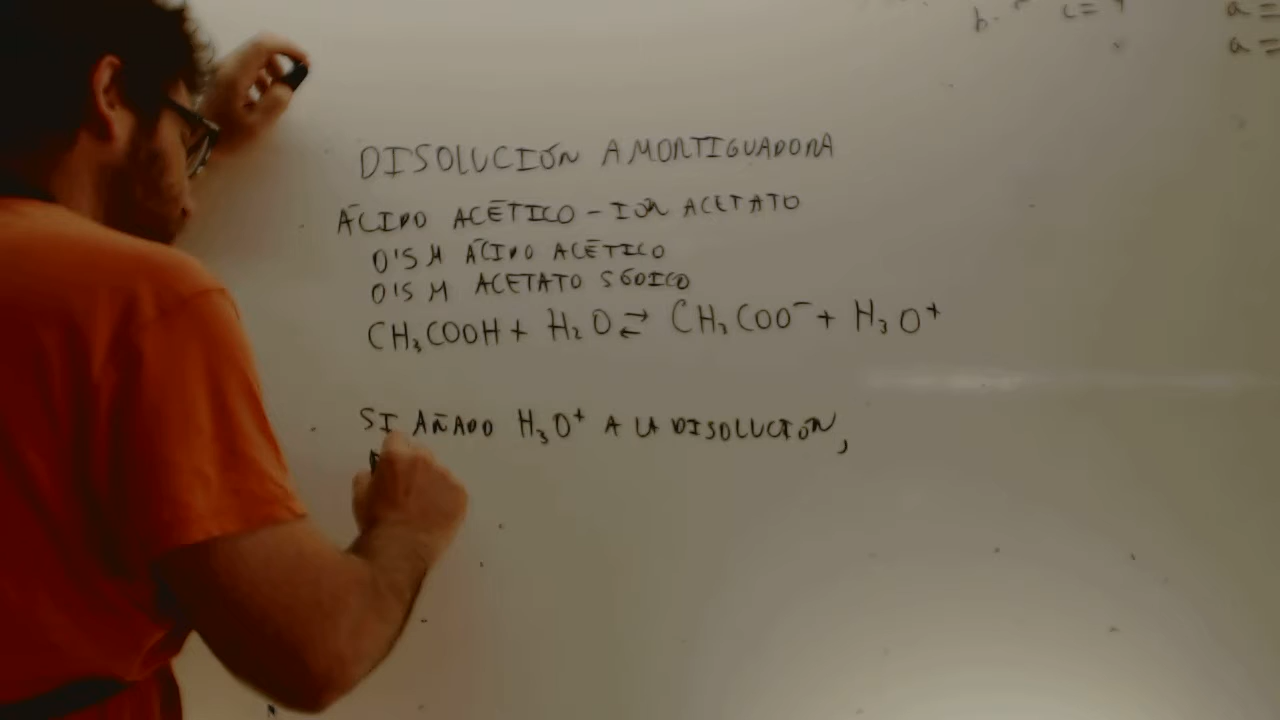 b. c=
a=
a=
DISOLUCIÓN AMORTIGUADORA
ÁCIDO ACÉTICO - IÓN ACETATO
0'5 M ÁCIDO ACÉTICO
0'5 M ACETATO SÓDICO
CH₃COOH + H₂O ⇄ CH₃COO⁻ + H₃O⁺
SI AÑADO H₃O⁺ A LA DISOLUCIÓN,